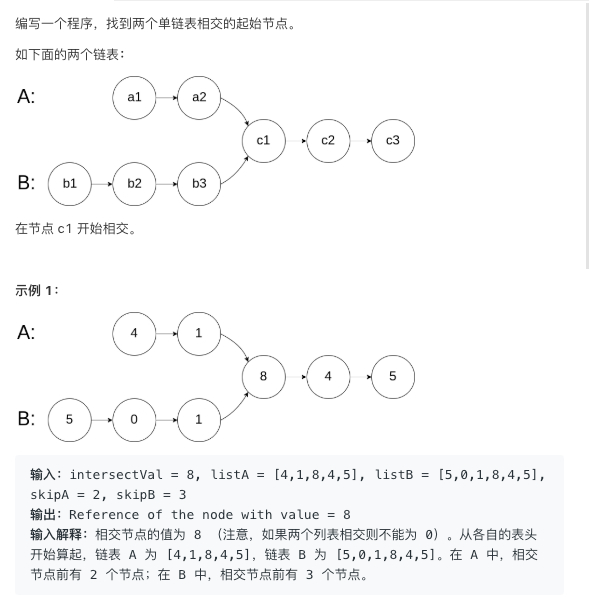 编写一个程序，找到两个单链表相交的起始节点。
如下面的两个链表：
A:
a1
a2
c1
c2
c3
B:
b1
b2
b3
在节点 c1 开始相交。
示例 1：
A:
4
1
8
4
5
B:
5
0
1
输入：intersectVal = 8, listA = [4,1,8,4,5], listB = [5,0,1,8,4,5],
skipA = 2, skipB = 3
输出：Reference of the node with value = 8
输入解释：相交节点的值为 8 （注意，如果两个列表相交则不能为 0）。从各自的表头
开始算起，链表 A 为 [4,1,8,4,5]，链表 B 为 [5,0,1,8,4,5]。在 A 中，相交
节点前有 2 个节点；在 B 中，相交节点前有 3 个节点。